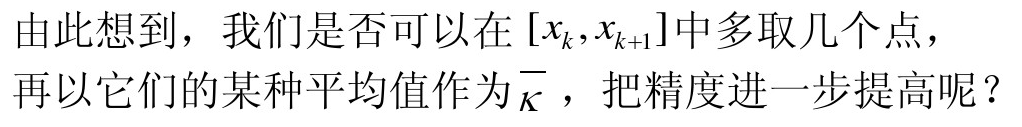 由此想到，我们是否可以在 [xₖ, xₖ₊₁]中多取几个点，
再以它们的某种平均值作为 K̅ ，把精度进一步提高呢？